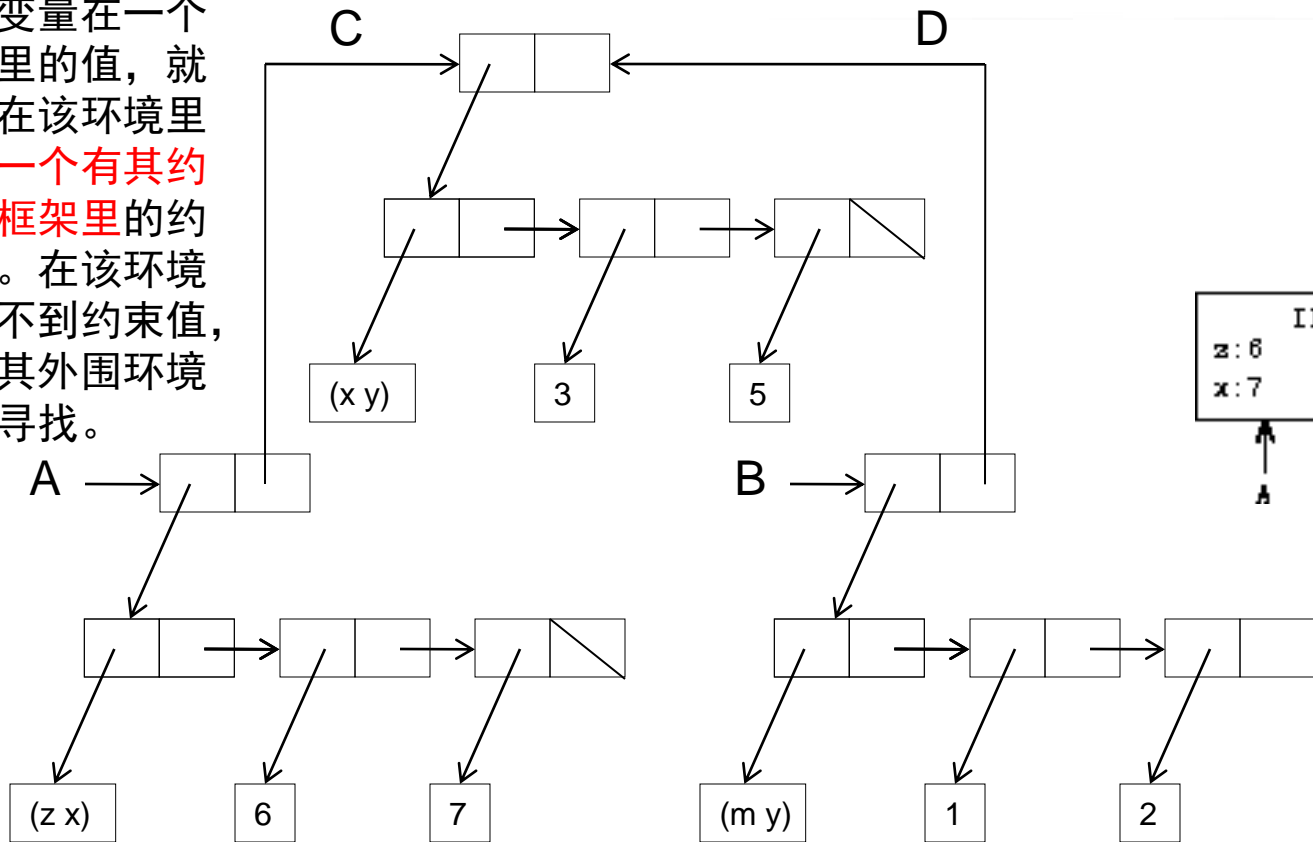 变量在一个
里的值，就
在该环境里
一个有其约
框架里的约
。在该环境
不到约束值，
其外围环境
寻找。
C
D
(x y)
3
5
z:6
x:7
A
A
B
(z x)
6
7
(m y)
1
2